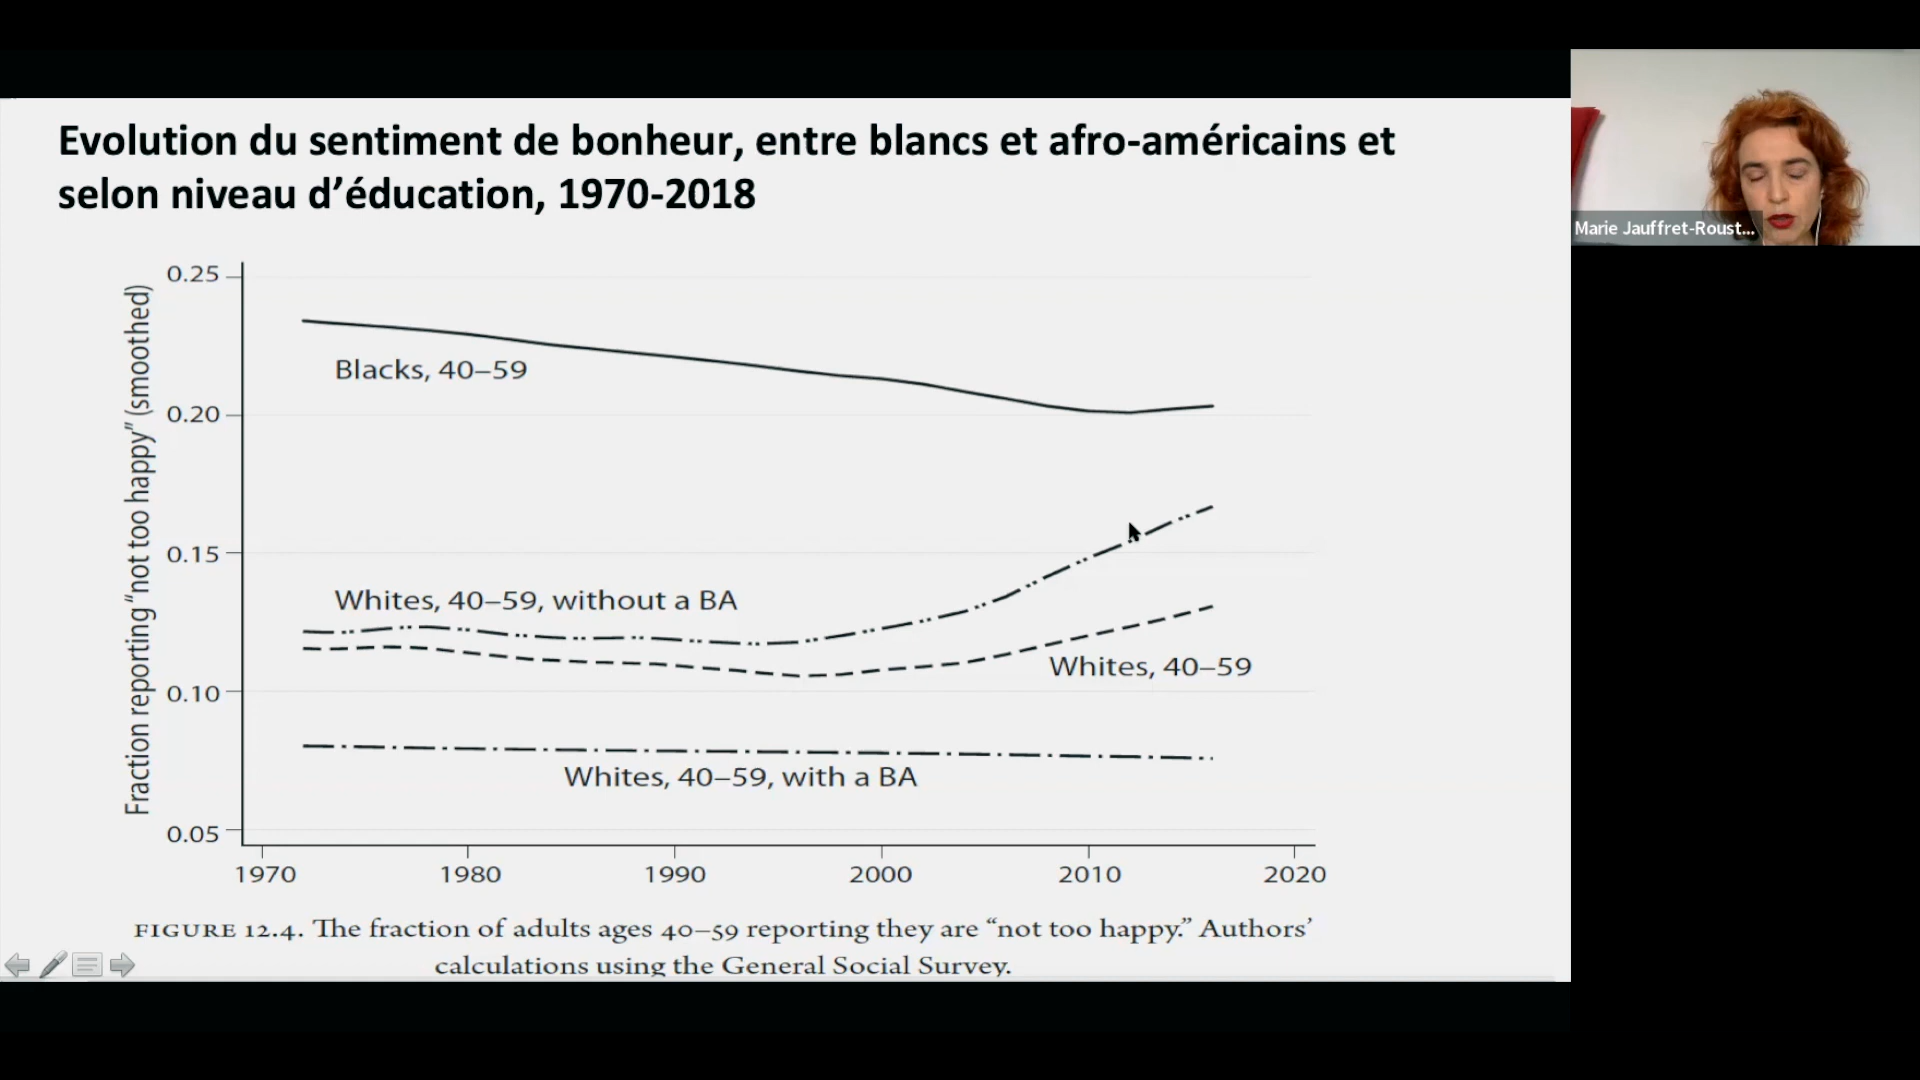 Evolution du sentiment de bonheur, entre blancs et afro-américains et
selon niveau d’éducation, 1970-2018
Marie Jauffret-Roust...
Fraction reporting “not too happy” (smoothed)
0.25
0.20
0.15
0.10
0.05
Blacks, 40–59
Whites, 40–59, without a BA
Whites, 40–59
Whites, 40–59, with a BA
1970 1980 1990 2000 2010 2020
FIGURE 12.4. The fraction of adults ages 40–59 reporting they are “not too happy.” Authors’
calculations using the General Social Survey.